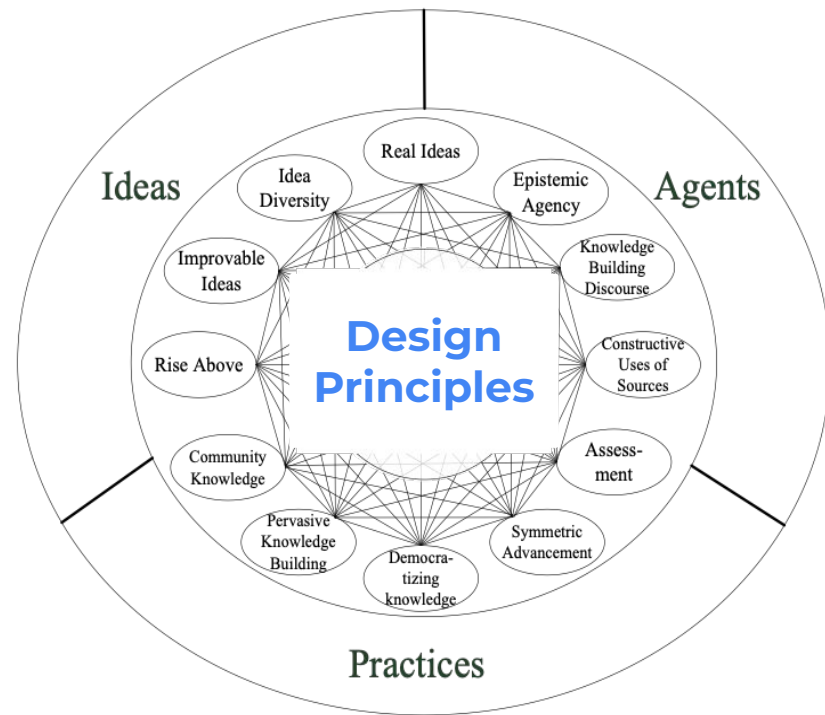 Real Ideas
Idea
Diversity
Epistemic
Agency
Ideas
Agents
Improvable
Ideas
Knowledge
Building
Discourse
Design
Principles
Rise Above
Constructive
Uses of
Sources
Community
Knowledge
Assess-
ment
Pervasive
Knowledge
Building
Democra-
tizing
knowledge
Symmetric
Advancement
Practices